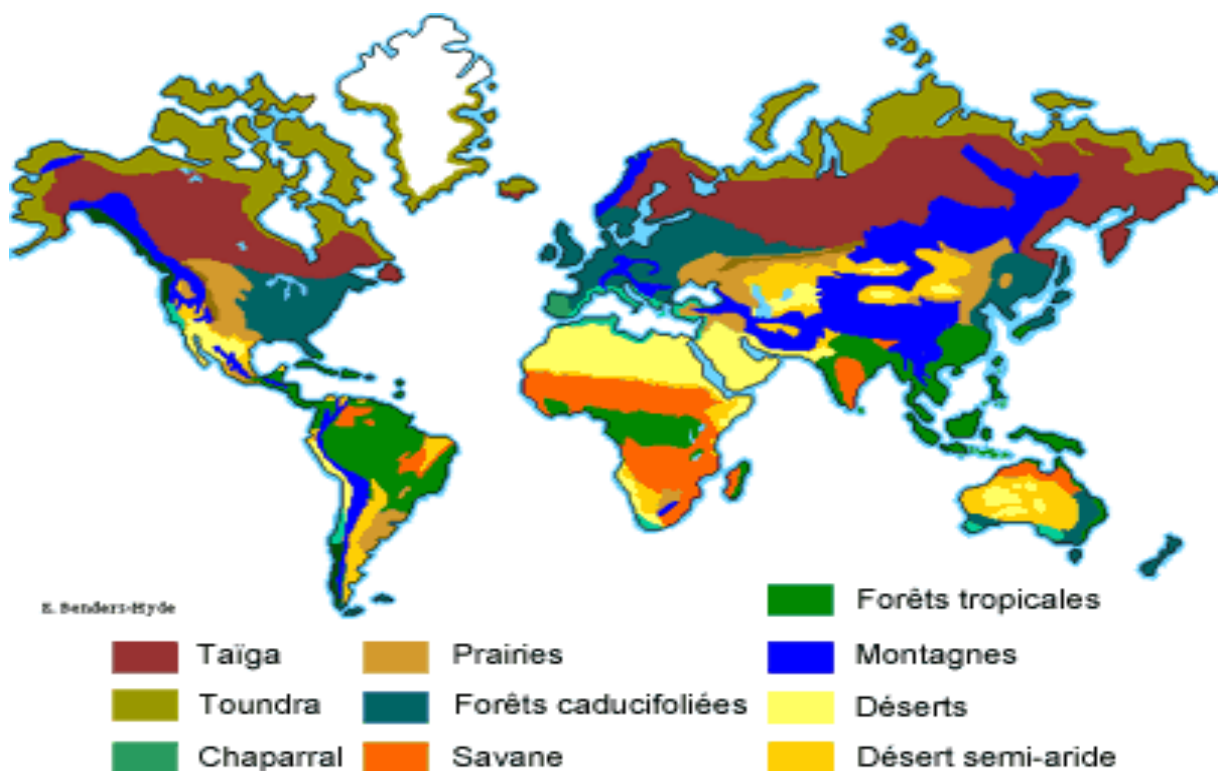 E. Benders-Hyde
Forêts tropicales
Taïga Prairies Montagnes
Toundra Forêts caducifoliées Déserts
Chaparral Savane Désert semi-aride